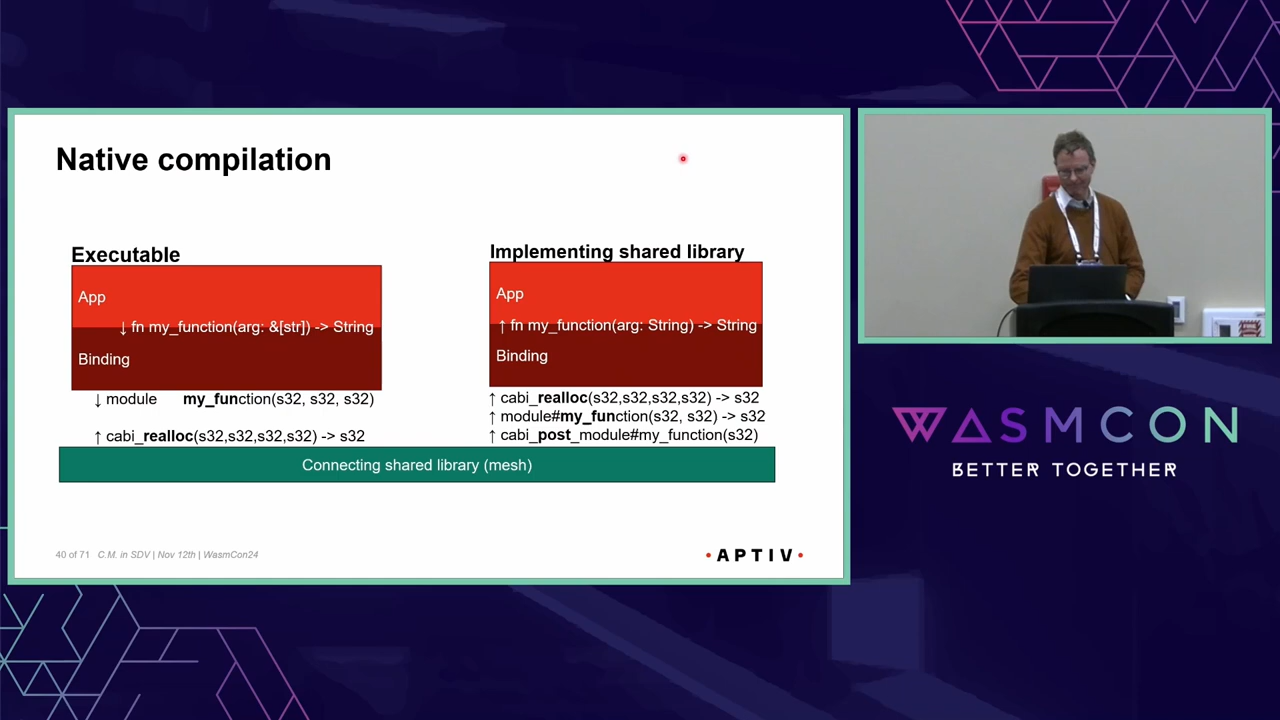 Native compilation
Executable
App
↓ fn my_function(arg: &[str]) -> String
Binding
↓ module my_function(s32, s32, s32)
↑ cabi_realloc(s32,s32,s32,s32) -> s32
Implementing shared library
App
↑ fn my_function(arg: String) -> String
Binding
↑ cabi_realloc(s32,s32,s32,s32) -> s32
↑ module#my_function(s32, s32) -> s32
↑ cabi_post_module#my_function(s32)
Connecting shared library (mesh)
40 of 71 C.M. in SDV | Nov 12th | WasmCon24
• APTIV •
WASMCON
BETTER TOGETHER